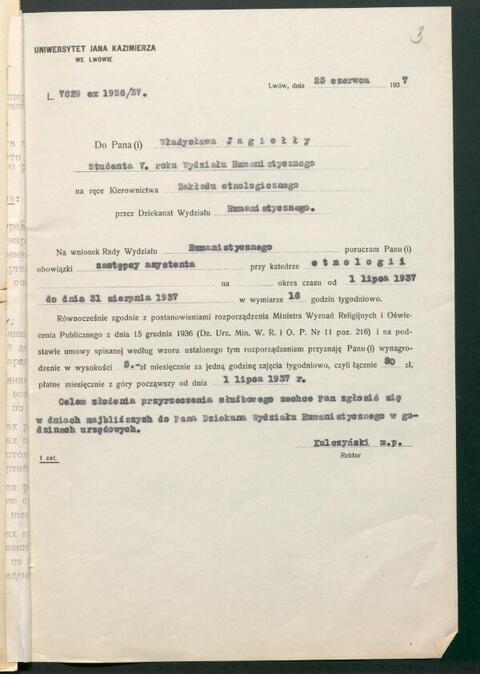 3
UNIWERSYTET JANA KAZIMIERZA
WE LWOWIE
Lwów, dnia 25 czerwca 1937
L. 7629 ex 1936/37.
Do Pana(i) Władysława Jagiełły
Studenta V. roku Wydziału Humanistycznego
na ręce Kierownictwa Zakładu etnologicznego
przez Dziekanat Wydziału Humanistycznego.
Na wniosek Rady Wydziału Humanistycznego poruczam Panu(i)
obowiązki zastępcy asystenta przy katedrze etnologii
na okres czasu od 1 lipca 1937
do dnia 31 sierpnia 1937 w wymiarze 16 godzin tygodniowo.
Równocześnie zgodnie z postanowieniami rozporządzenia Ministra Wyznań Religijnych i Oświe-
cenia Publicznego z dnia 15 grudnia 1936 (Dz. Urz. Min. W. R. i O. P. Nr 11 poz. 216) i na pod-
stawie umowy spisanej według wzoru ustalonego tym rozporządzeniem przyznaję Panu(i) wynagro-
dzenie w wysokości 5.- zł miesięcznie za jedną godzinę zajęcia tygodniowo, czyli łącznie 80 zł,
płatne miesięcznie z góry począwszy od dnia 1 lipca 1937 r.
Celem złożenia przyrzeczenia służbowego zechce Pan zgłosić się
w dniach najbliższych do Pana Dziekana Wydziału Humanistycznego w go-
dzinach urzędowych.
Kulczyński m.p.
1 zał.
Rektor